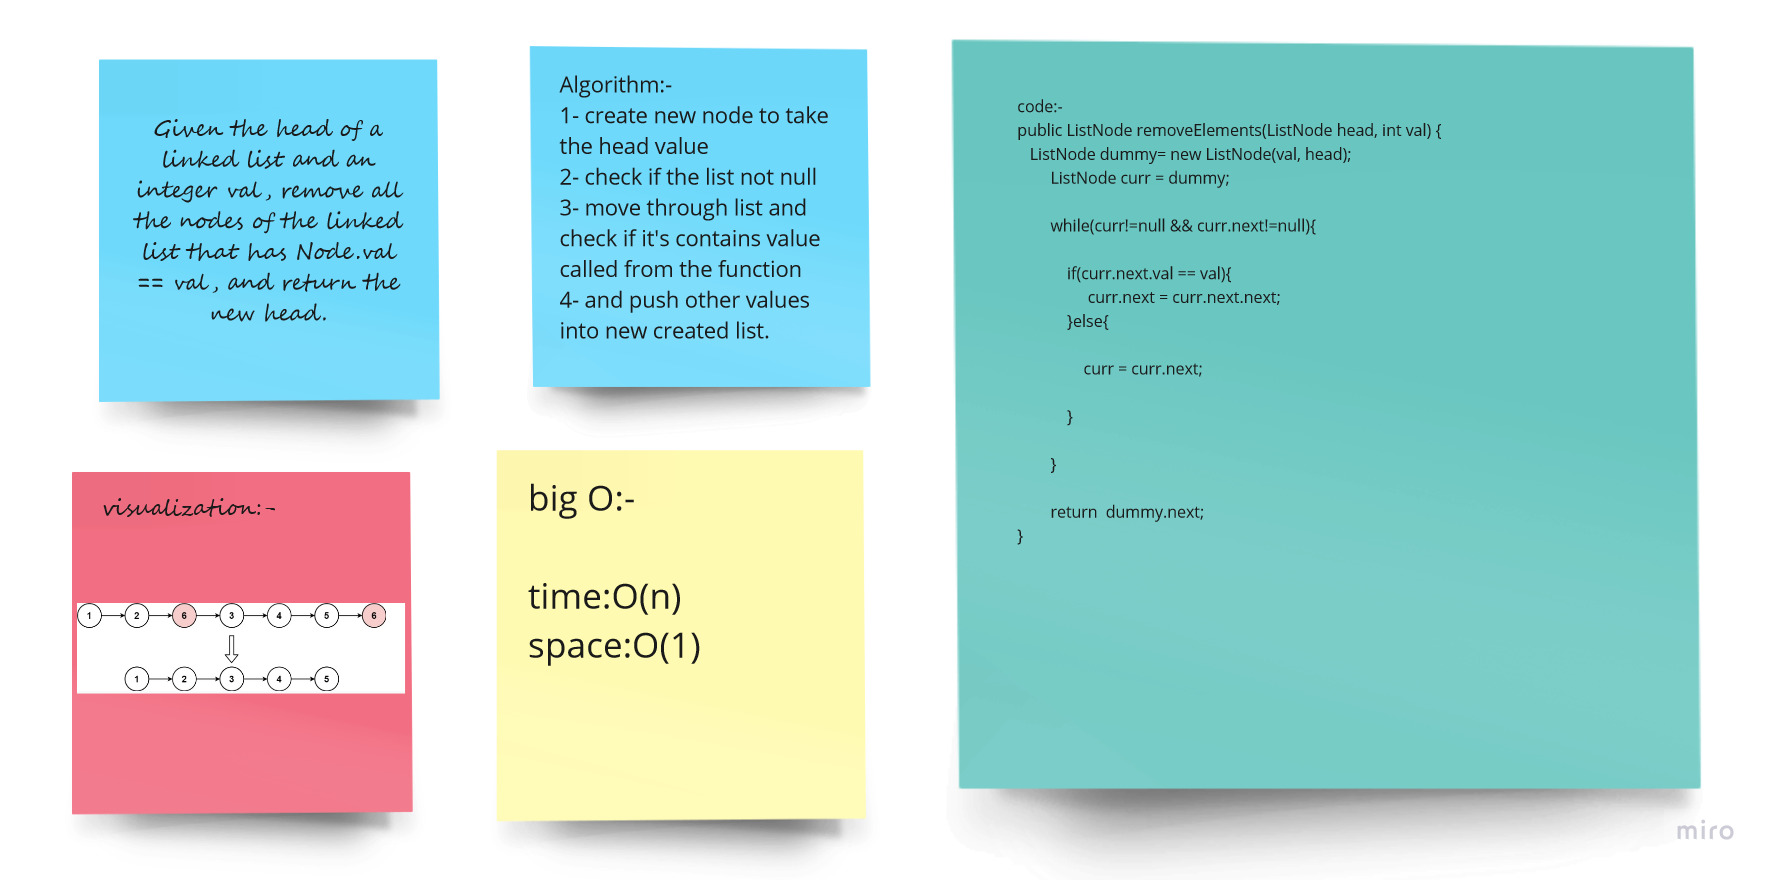 Given the head of a
linked list and an
integer val, remove all
the nodes of the linked
list that has Node.val
== val, and return the
new head.
Algorithm:-
1- create new node to take
the head value
2- check if the list not null
3- move through list and
check if it's contains value
called from the function
4- and push other values
into new created list.
code:-
public ListNode removeElements(ListNode head, int val) {
ListNode dummy= new ListNode(val, head);
ListNode curr = dummy;
while(curr!=null && curr.next!=null){
if(curr.next.val == val){
curr.next = curr.next.next;
}else{
curr = curr.next;
}
}
return  dummy.next;
}
visualization:-
1 2 6 3 4 5 6
1 2 3 4 5
big O:-
time:O(n)
space:O(1)
miro